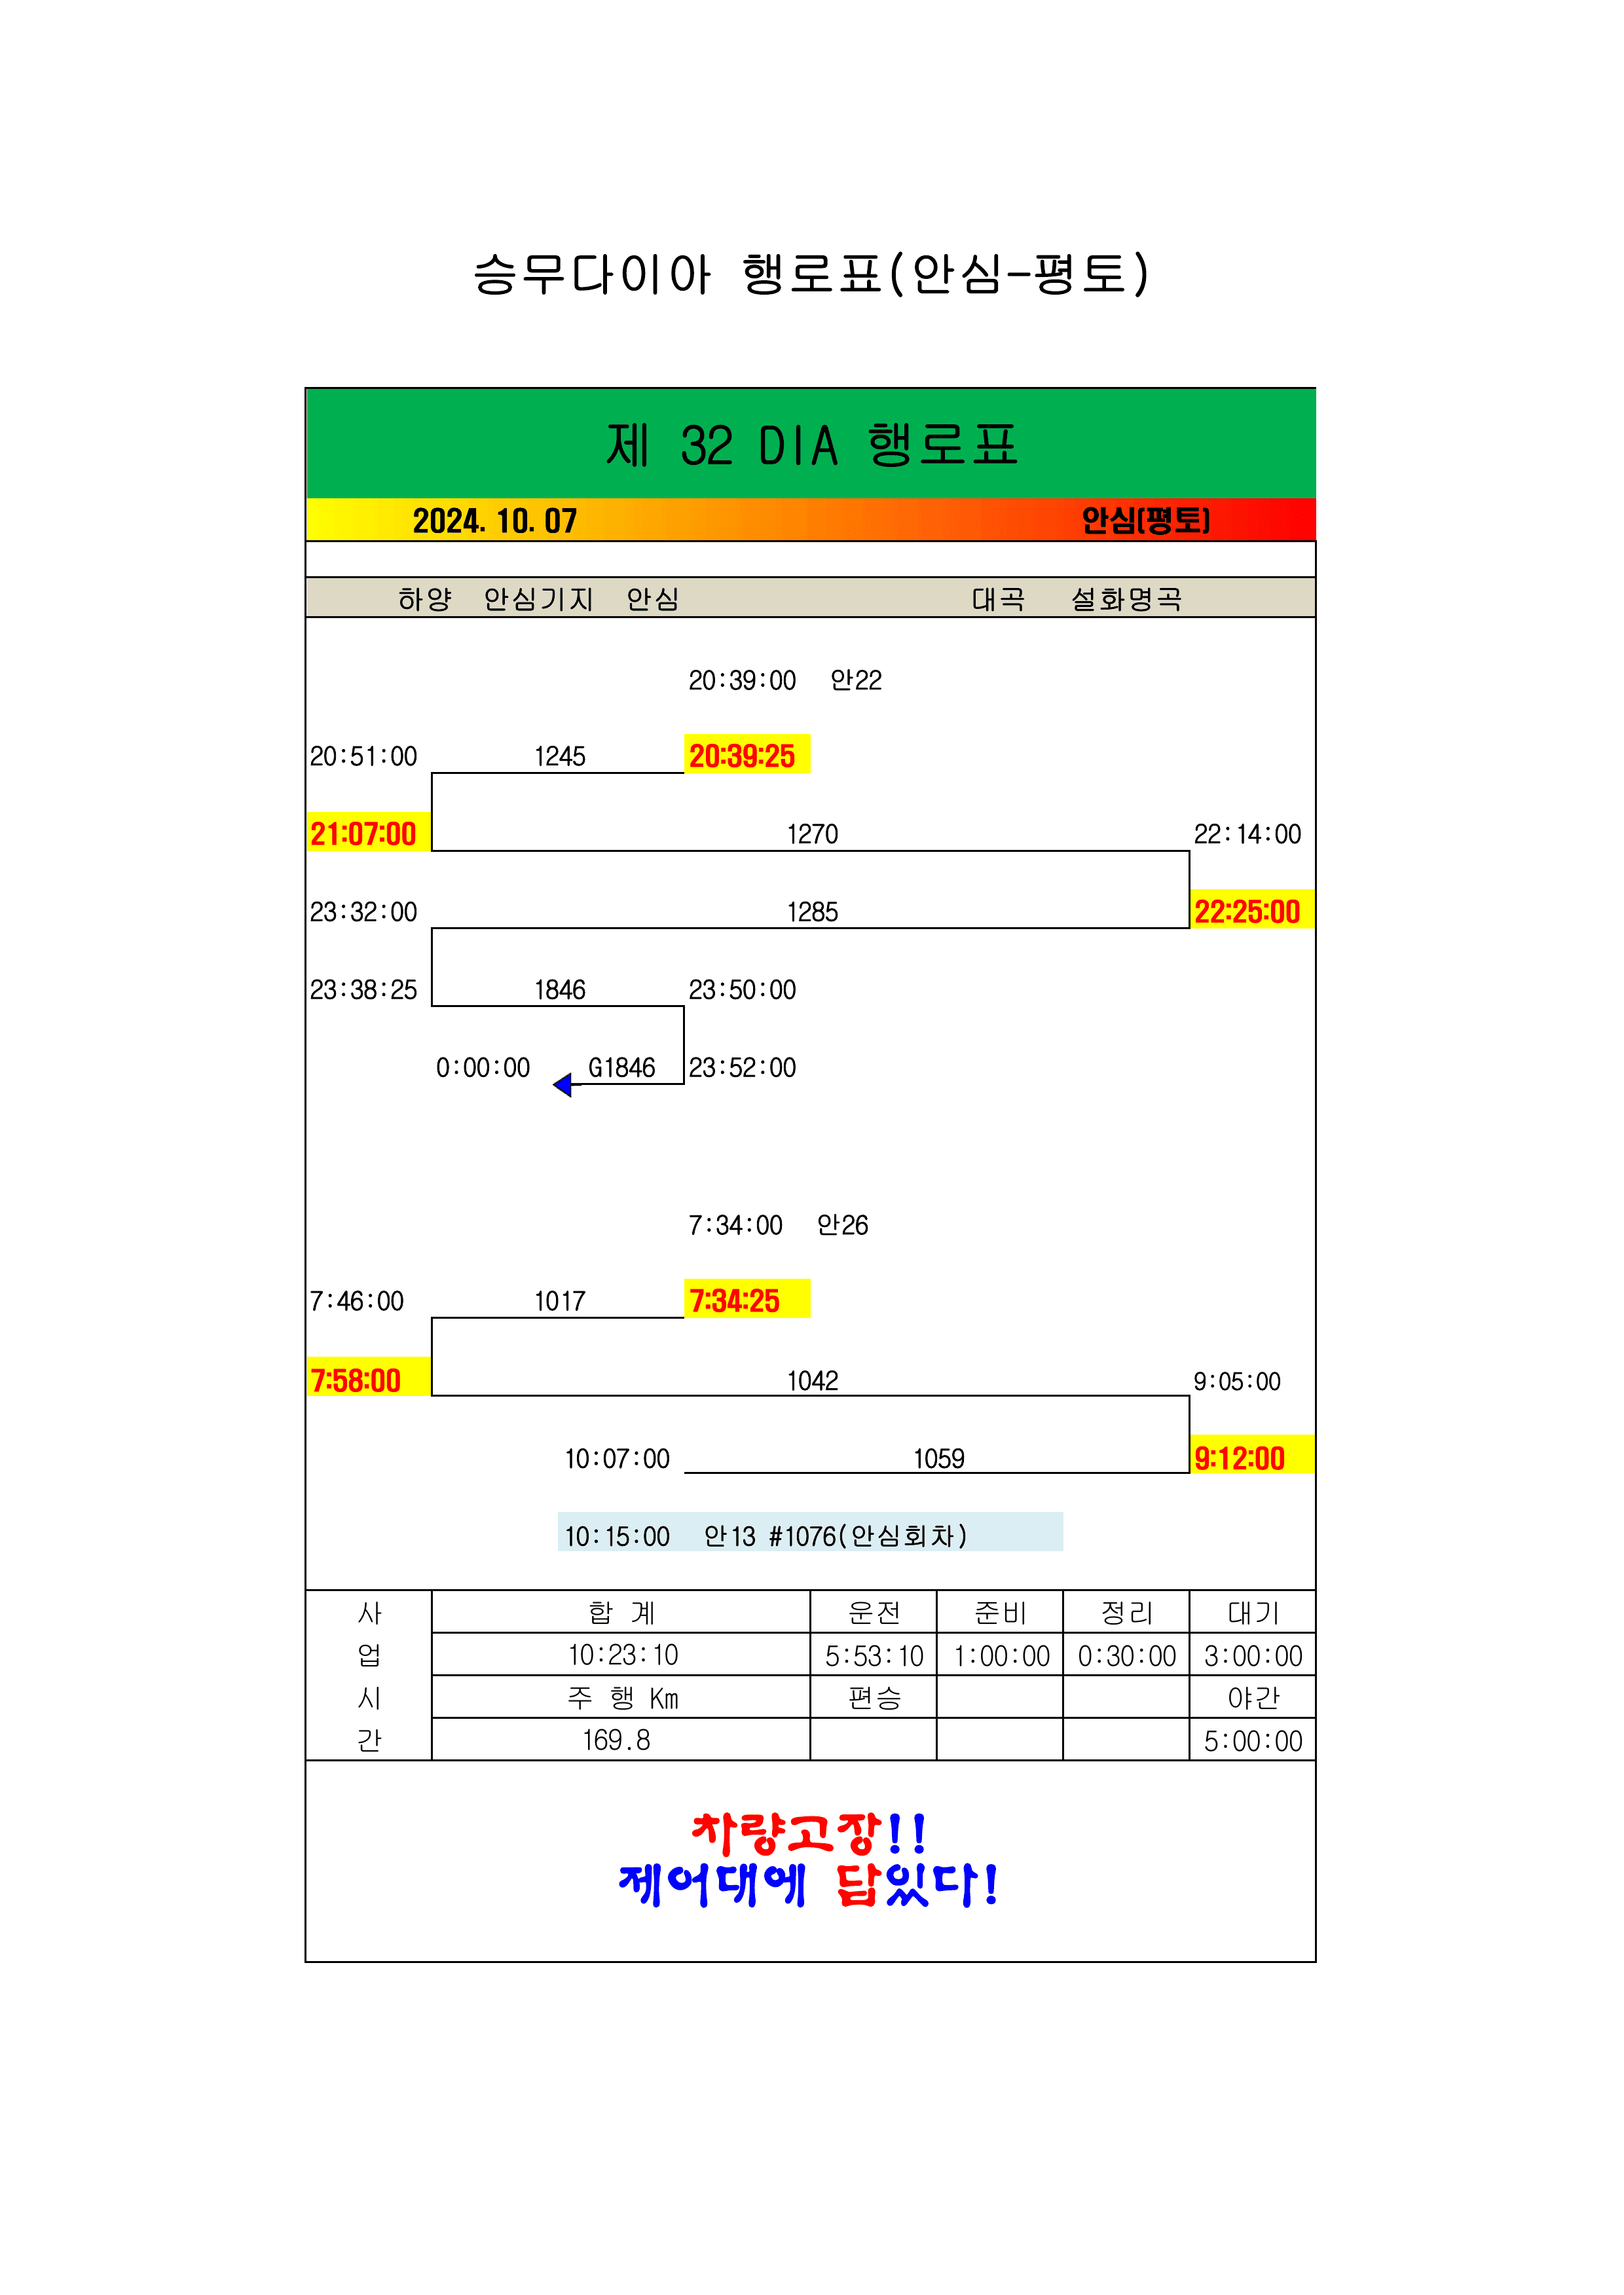 승무다이아 행로표(안심-평토)
제 32 DIA 행로표
2024. 10. 07 안심(평토)
하양 안심기지 안심 대곡 설화명곡
20:39:00 안22
20:51:00 1245 20:39:25
21:07:00 1270 22:14:00
23:32:00 1285 22:25:00
23:38:25 1846 23:50:00
0:00:00 G1846 23:52:00
7:34:00 안26
7:46:00 1017 7:34:25
7:58:00 1042 9:05:00
10:07:00 1059 9:12:00
10:15:00 안13 #1076(안심회차)
사 합 계 운전 준비 정리 대기
업 10:23:10 5:53:10 1:00:00 0:30:00 3:00:00
시 주 행 Km 편승 야간
간 169.8 5:00:00
차량고장!!
제어대에 답있다!